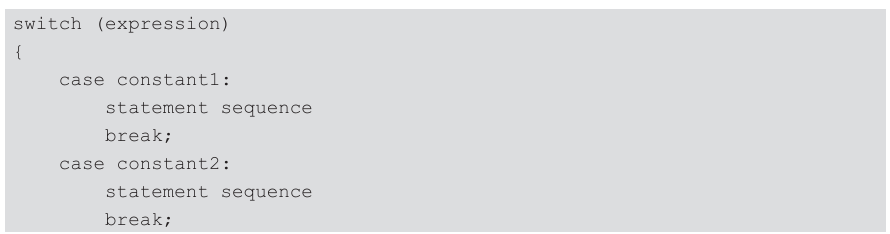 switch (expression)
{
    case constant1:
        statement sequence
        break;
    case constant2:
        statement sequence
        break;